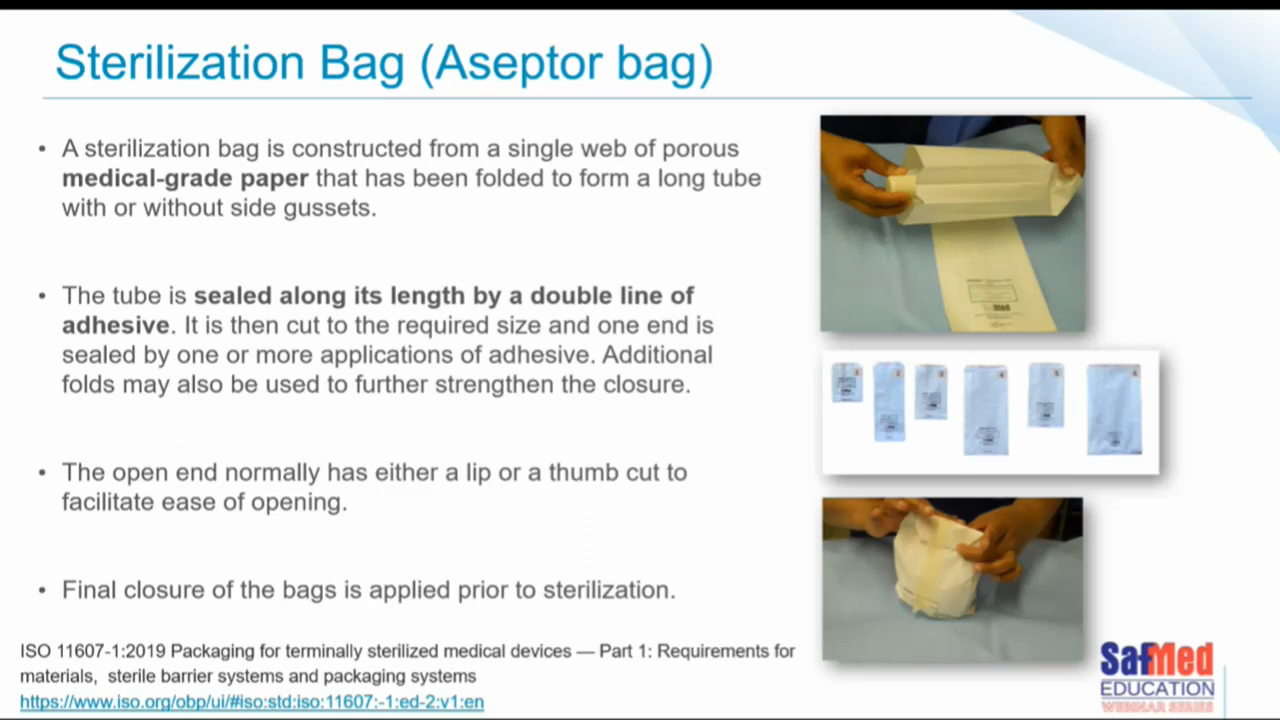 Sterilization Bag (Aseptor bag)
• A sterilization bag is constructed from a single web of porous
medical-grade paper that has been folded to form a long tube
with or without side gussets.
• The tube is sealed along its length by a double line of
adhesive. It is then cut to the required size and one end is
sealed by one or more applications of adhesive. Additional
folds may also be used to further strengthen the closure.
• The open end normally has either a lip or a thumb cut to
facilitate ease of opening.
• Final closure of the bags is applied prior to sterilization.
ISO 11607-1:2019 Packaging for terminally sterilized medical devices — Part 1: Requirements for
materials, sterile barrier systems and packaging systems
https://www.iso.org/obp/ui/#iso:std:iso:11607:-1:ed-2:v1:en
SafMed
EDUCATION
WEBINAR SERIES